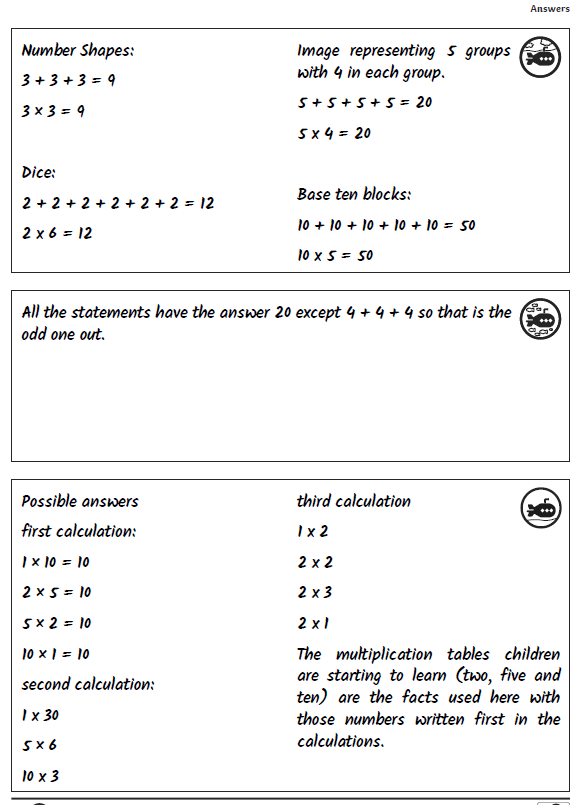 Answers
Number Shapes:
3 + 3 + 3 = 9
3 × 3 = 9
Dice:
2 + 2 + 2 + 2 + 2 + 2 = 12
2 x 6 = 12
Image representing 5 groups
with 4 in each group.
5 + 5 + 5 + 5 = 20
5 x 4 = 20
Base ten blocks:
10 + 10 + 10 + 10 + 10 = 50
10 x 5 = 50
All the statements have the answer 20 except 4 + 4 + 4 so that is the
odd one out.
Possible answers
first calculation:
1 × 10 = 10
2 × 5 = 10
5 × 2 = 10
10 × 1 = 10
second calculation:
1 x 30
5 × 6
10 x 3
third calculation
1 x 2
2 x 2
2 x 3
2 x 1
The multiplication tables children
are starting to learn (two, five and
ten) are the facts used here with
those numbers written first in the
calculations.